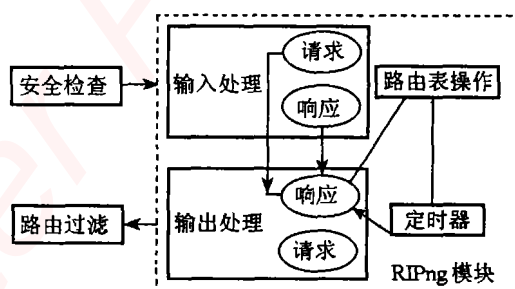 请求
安全检查
输入处理
路由表操作
响应
响应
路由过滤
输出处理
定时器
请求
RIPng 模块